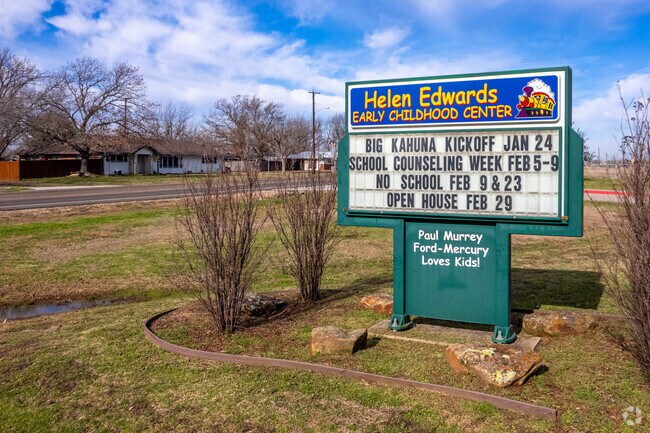 Helen Edwards
EARLY CHILDHOOD CENTER
BIG KAHUNA KICKOFF JAN 24
SCHOOL COUNSELING WEEK FEB 5-9
NO SCHOOL FEB 9 & 23
OPEN HOUSE FEB 29
Paul Murrey
Ford-Mercury
Loves Kids!